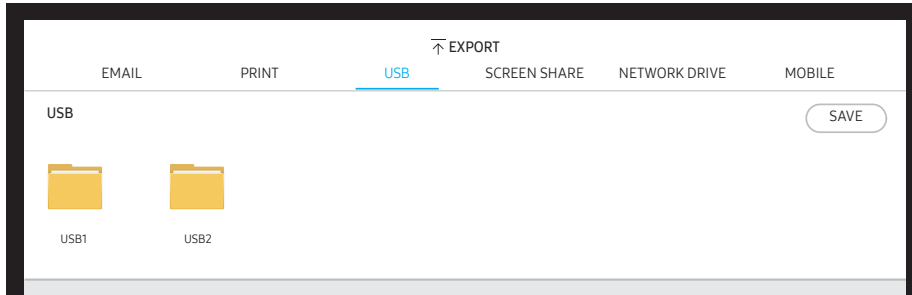 EXPORT
EMAIL PRINT USB SCREEN SHARE NETWORK DRIVE MOBILE
USB SAVE
USB1 USB2